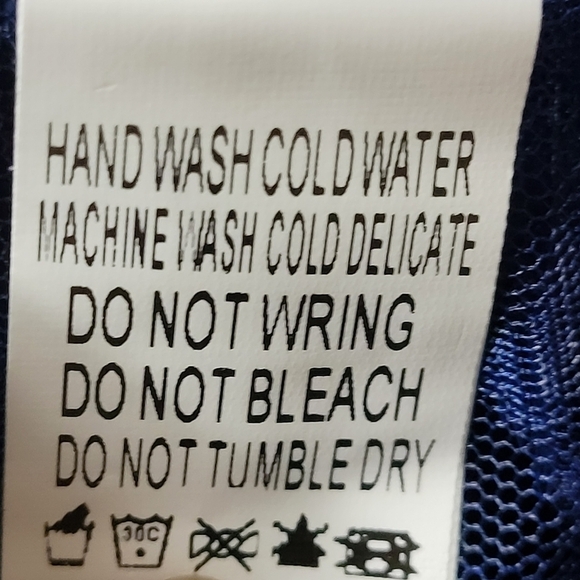 HAND WASH COLD WATER
MACHINE WASH COLD DELICATE
DO NOT WRING
DO NOT BLEACH
DO NOT TUMBLE DRY
30C